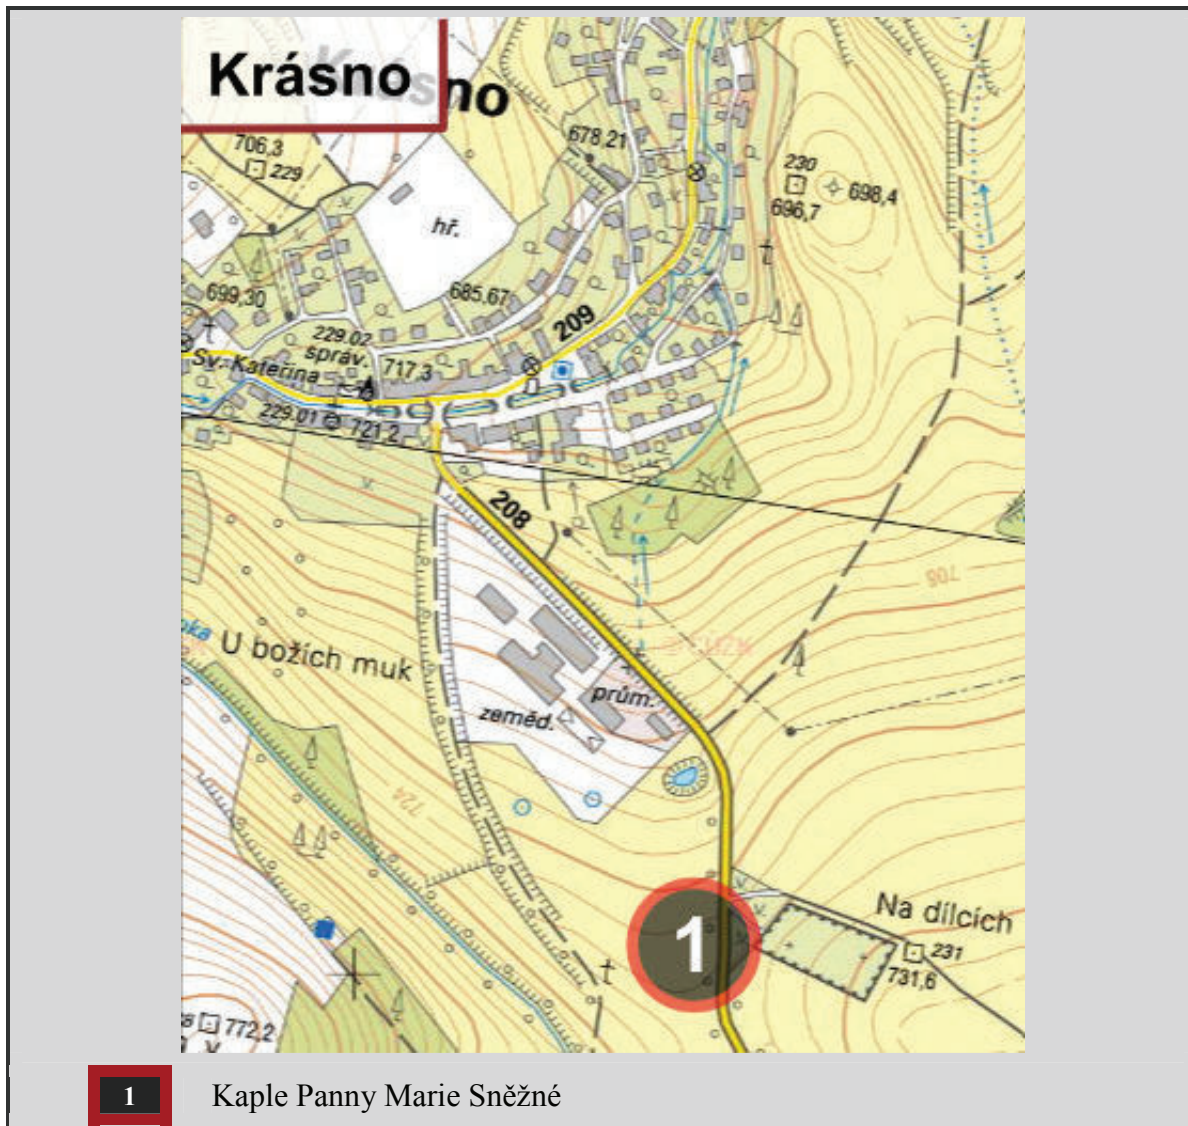 Krásno
Krásno
706,3
229
678,21
230
698,4
696,7
hř.
699,30
685,67
209
229.02
správ.
717,3
Sv. Kateřina
229.01
721,2
208
706
U božích muk
prům.
zeměd.
724
1
Na dílcích
231
731,6
772,2
1 Kaple Panny Marie Sněžné